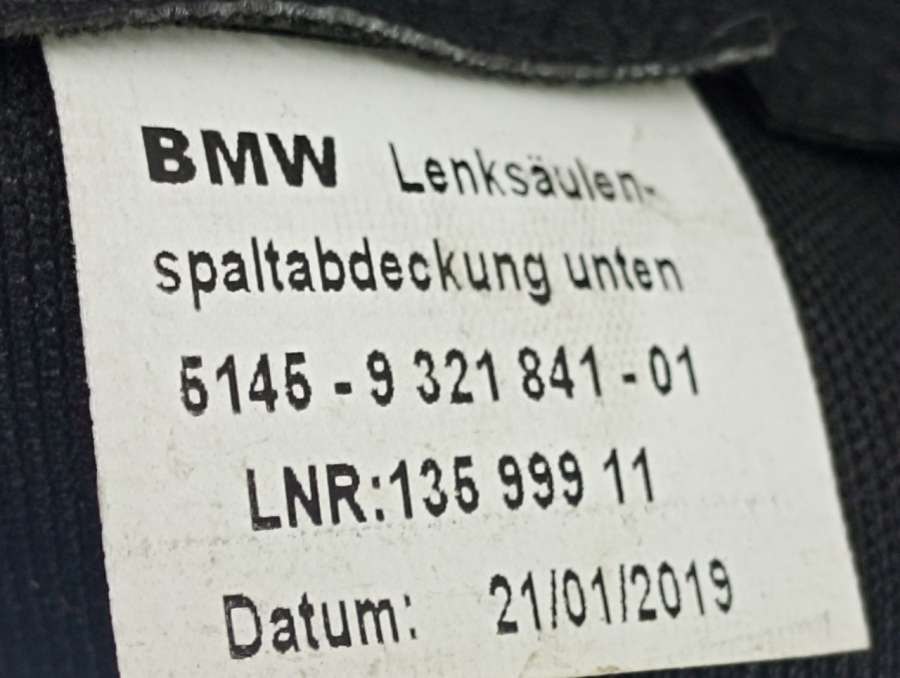 BMW Lenksäulen-
spaltabdeckung unten
5145 - 9 321 841 - 01
LNR:135 999 11
Datum: 21/01/2019